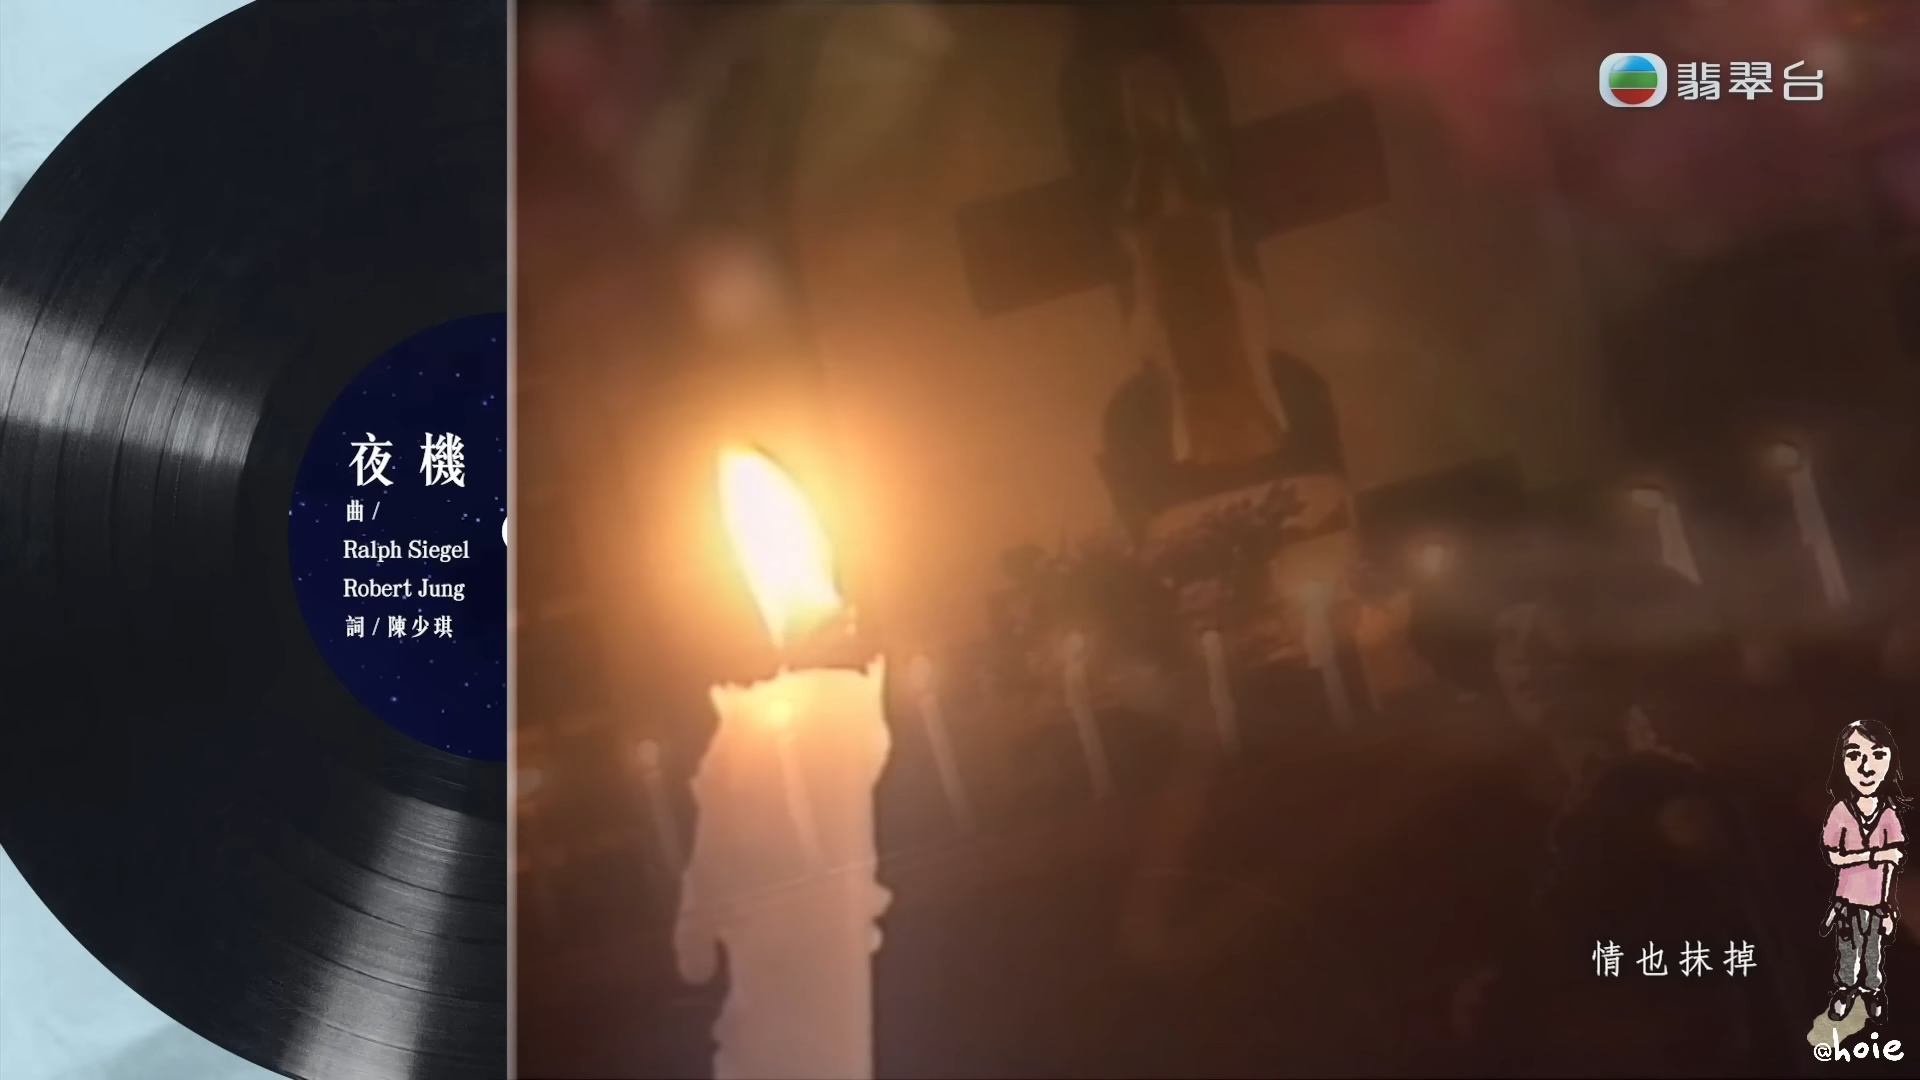 夜機
曲 /
Ralph Siegel
Robert Jung
詞 / 陳少琪
翡翠台
情也抹掉
@hoie